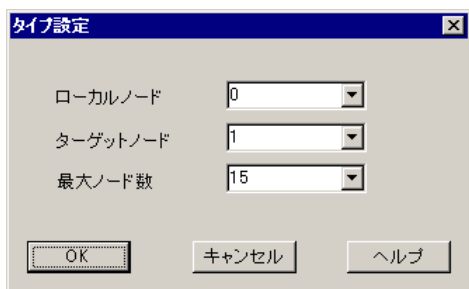 タイプ設定
ローカルノード 0
ターゲットノード 1
最大ノード数 15
OK キャンセル ヘルプ